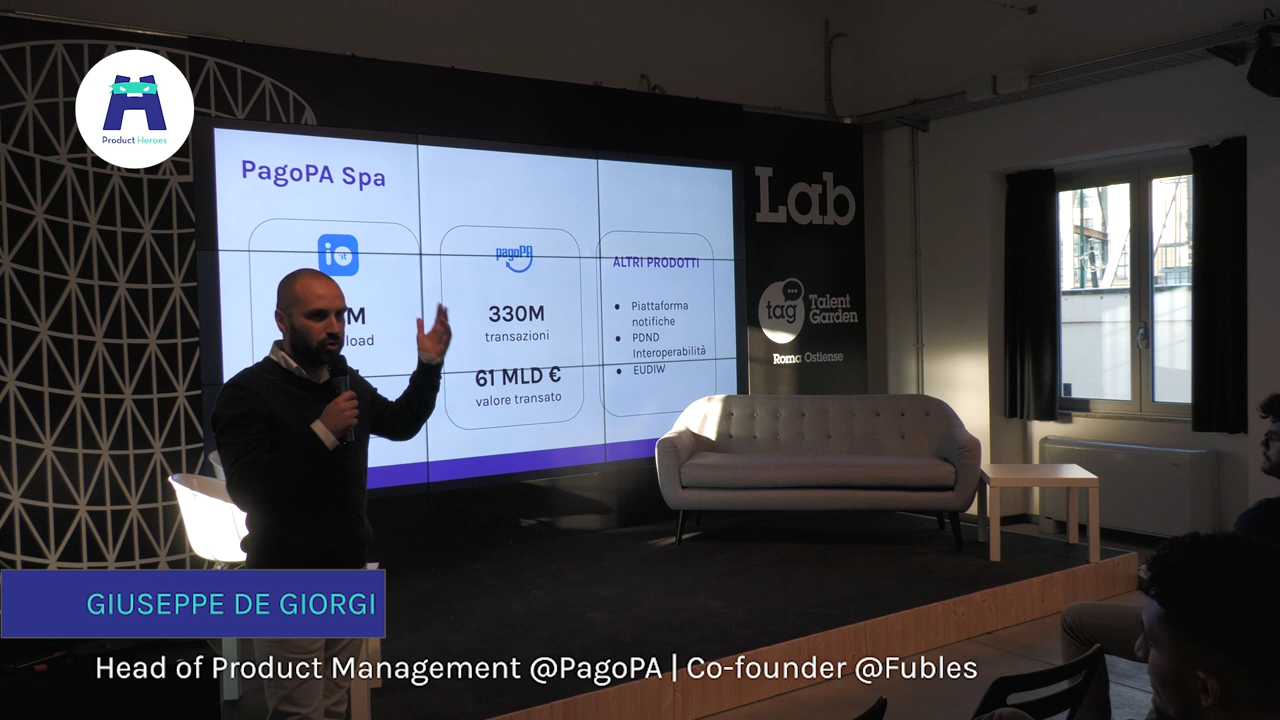 Product Heroes
PagoPA Spa
io
M
load
pagoPA
330M
transazioni
61 MLD €
valore transato
ALTRI PRODOTTI
• Piattaforma
notifiche
• PDND
Interoperabilità
• EUDIW
Lab
tag
Talent
Garden
Roma Ostiense
GIUSEPPE DE GIORGI
Head of Product Management @PagoPA | Co-founder @Fubles